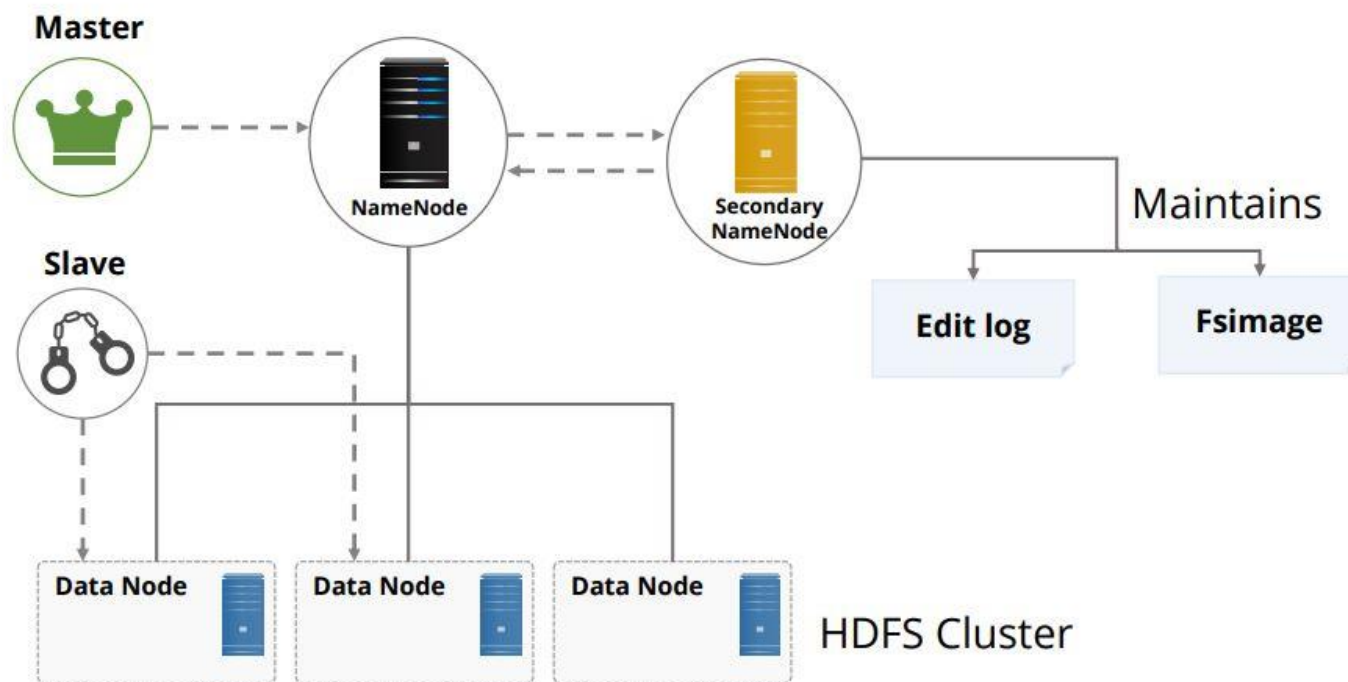 Master
NameNode
Secondary
NameNode
Maintains
Slave
Edit log
Fsimage
Data Node
Data Node
Data Node
HDFS Cluster